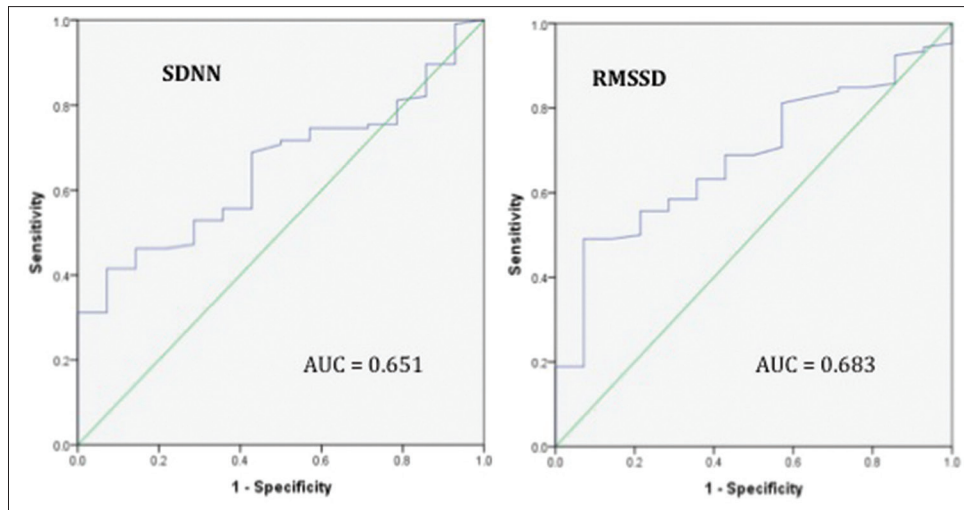 SDNN
1.0
0.8
0.6
0.4
0.2
0.0
Sensitivity
AUC = 0.651
0.0 0.2 0.4 0.6 0.8 1.0
1 - Specificity
RMSSD
1.0
0.8
0.6
0.4
0.2
0.0
Sensitivity
AUC = 0.683
0.0 0.2 0.4 0.6 0.8 1.0
1 - Specificity